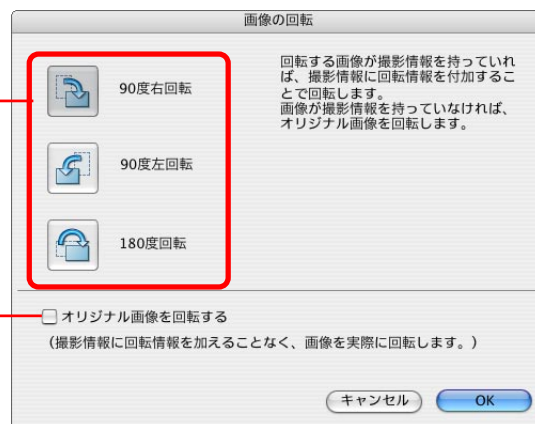 画像の回転
90度右回転
90度左回転
180度回転
回転する画像が撮影情報を持っていれ
ば、撮影情報に回転情報を付加するこ
とで回転します。
画像が撮影情報を持っていなければ、
オリジナル画像を回転します。
オリジナル画像を回転する
(撮影情報に回転情報を加えることなく、画像を実際に回転します。)
キャンセル
OK